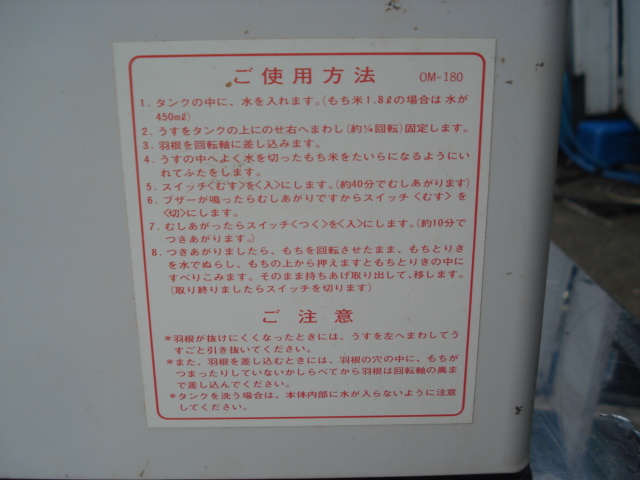 ご使用方法 OM-180
1. タンクの中に、水を入れます。(もち米1.8ℓの場合は水が
450mℓ)
2. うすをタンクの上にのせ右へまわし(約¼回転)固定します。
3. 羽根を回転軸に差し込みます。
4. うすの中へよく水を切ったもち米をたいらになるようにい
れてふたをします。
5. スイッチ<むす>を<入>にします。(約40分でむしあがります)
6. ブザーが鳴ったらむしあがりですからスイッチ<むす>を
<切>にします。
7. むしあがったらスイッチ<つく>を<入>にします。(約10分で
つきあがります。)
8. つきあがりましたら、もちを回転させたまま、もちとりき
を水でぬらし、もちの上から押えますともちとりきの中に
すべりこみます。そのまま持ちあげ取り出して、移します。
(取り終りましたらスイッチを切ります)
ご注意
*羽根が抜けにくくなったときには、うすを左へまわしてう
すごと引き抜いてください。
*また、羽根を差し込むときには、羽根の穴の中に、もちが
つまったりしていないかしらべてから羽根は回転軸の奥ま
で差し込んでください。
*タンクを洗う場合は、本体内部に水が入らないように注意
してください。